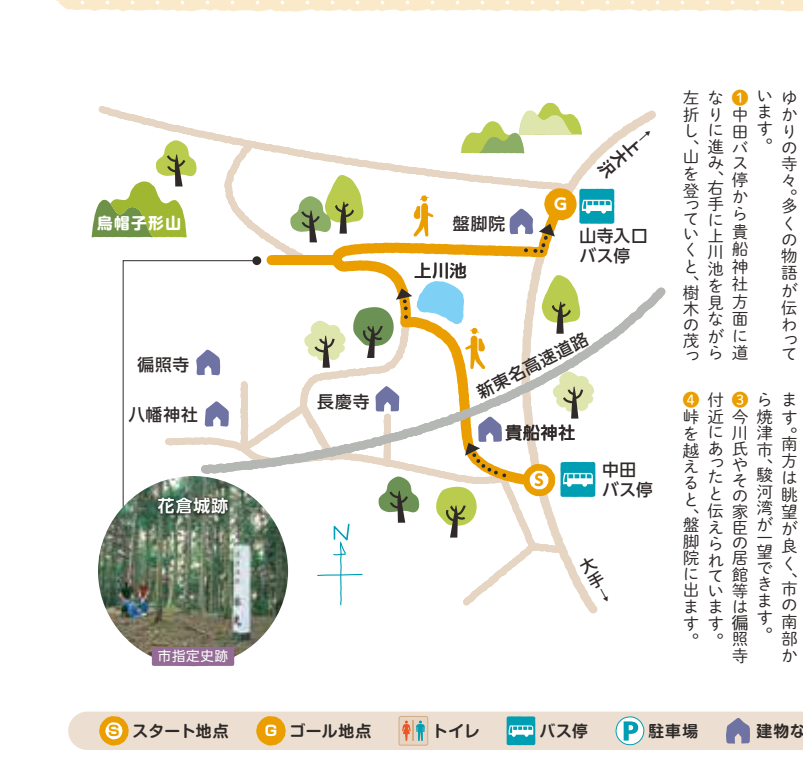 ゆかりの寺々。多くの物語が伝わって
います。
❶中田バス停から貴船神社方面に道
なりに進み、右手に上川池を見ながら
左折し、山を登っていくと、樹木の茂っ
ます。南方は眺望が良く、市の南部か
ら焼津市、駿河湾が一望できます。
❸今川氏やその家臣の居館等は徧照寺
付近にあったと伝えられています。
❹峠を越えると、盤脚院に出ます。
上大沢
烏帽子形山
G
盤脚院
山寺入口
バス停
上川池
新東名高速道路
徧照寺
八幡神社
長慶寺
貴船神社
S
中田
バス停
花倉城跡
市指定史跡
N
大手
S スタート地点 G ゴール地点 トイレ バス停 P 駐車場 建物な